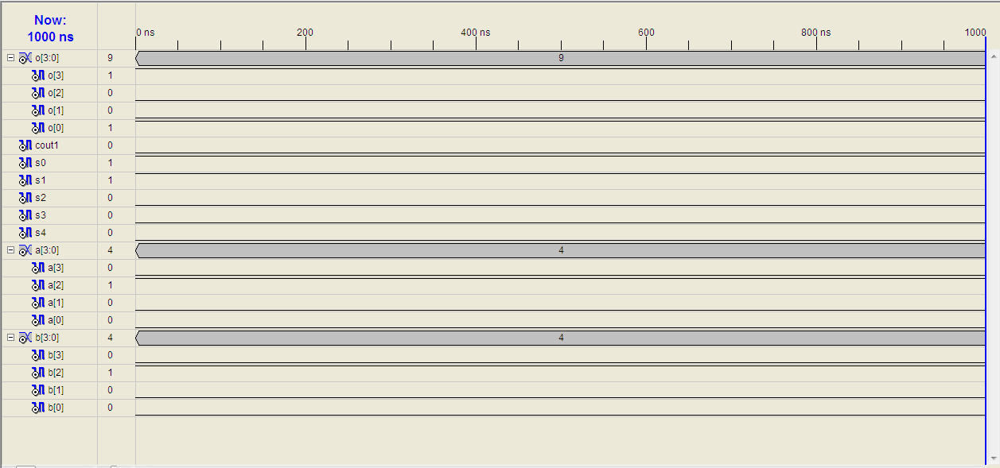 Now:
1000 ns
0 ns 200 400 ns 600 800 ns 1000
o[3:0] 9 9
o[3] 1
o[2] 0
o[1] 0
o[0] 1
cout1 0
s0 1
s1 1
s2 0
s3 0
s4 0
a[3:0] 4 4
a[3] 0
a[2] 1
a[1] 0
a[0] 0
b[3:0] 4 4
b[3] 0
b[2] 1
b[1] 0
b[0] 0